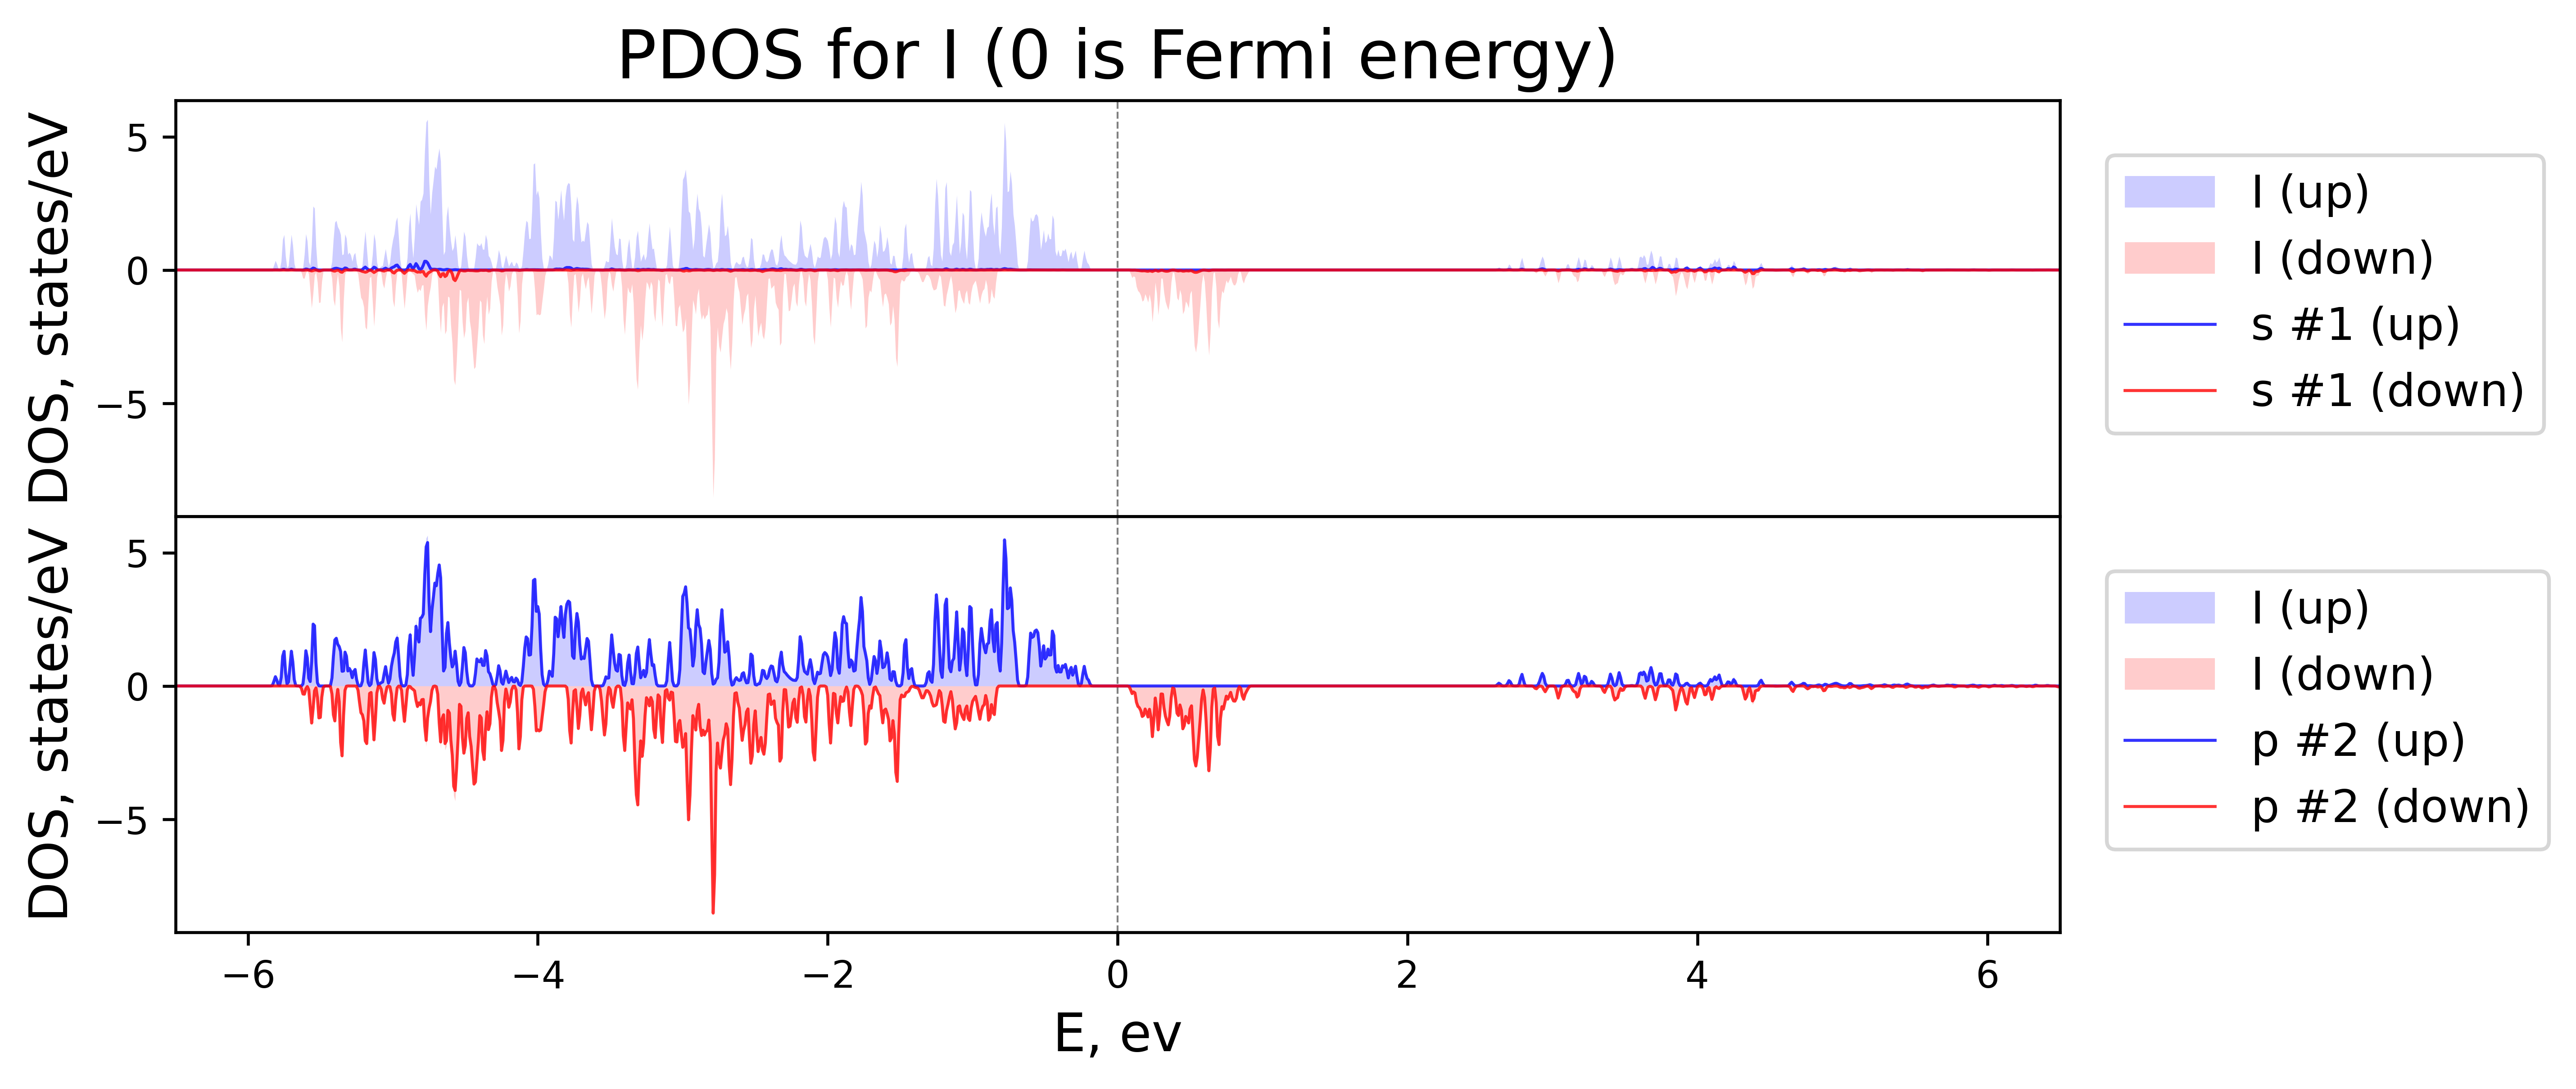 PDOS for I (0 is Fermi energy)
DOS, states/eV
5
0
−5
I (up)
I (down)
s #1 (up)
s #1 (down)
DOS, states/eV
5
0
−5
I (up)
I (down)
p #2 (up)
p #2 (down)
−6 −4 −2 0 2 4 6
E, ev